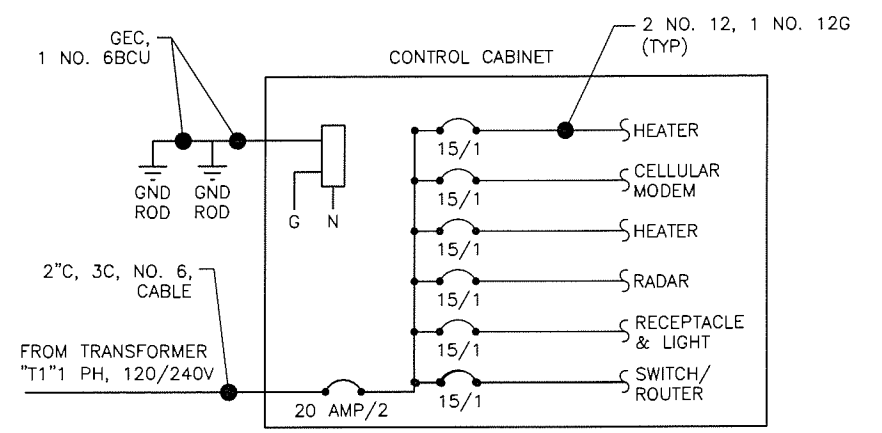 GEC,
1 NO. 6BCU
CONTROL CABINET
2 NO. 12, 1 NO. 12G
(TYP)
HEATER
15/1
GND
ROD
GND
ROD
G
N
CELLULAR
MODEM
15/1
HEATER
15/1
2"C, 3C, NO. 6,
CABLE
RADAR
15/1
RECEPTACLE
& LIGHT
15/1
FROM TRANSFORMER
"T1"1 PH, 120/240V
SWITCH/
ROUTER
15/1
20 AMP/2